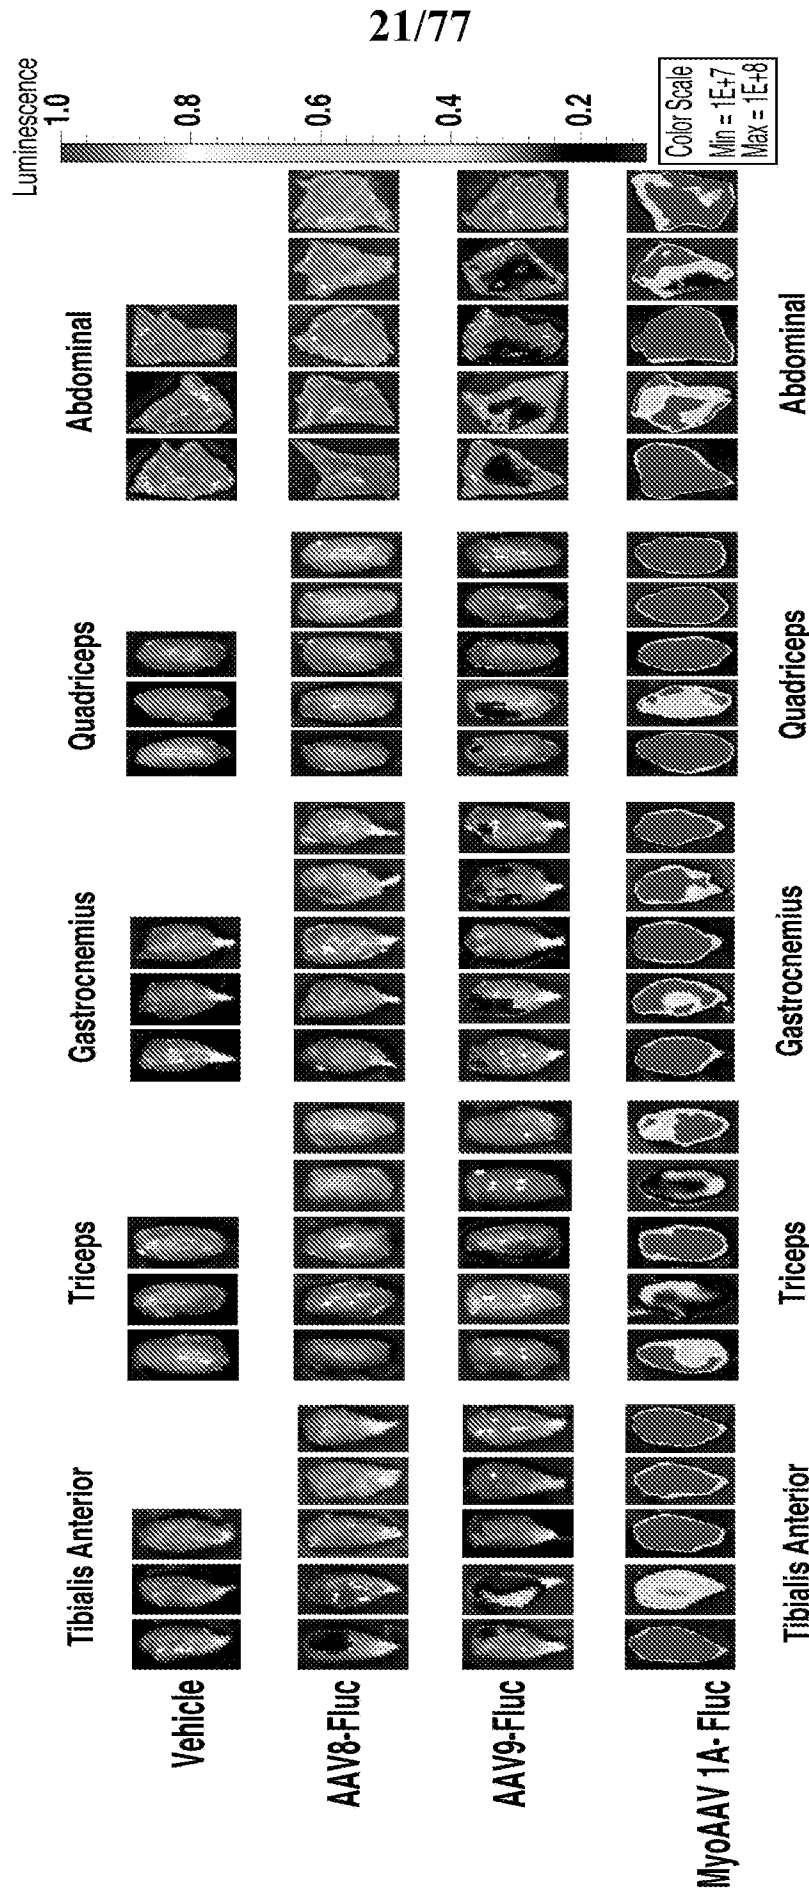 21/77
Luminescence
1.0
0.8
0.6
0.4
0.2
Color Scale
Min = 1E+7
Max = 1E+8
Tibialis Anterior
Triceps
Gastrocnemius
Quadriceps
Abdominal
Vehicle
AAV8-Fluc
AAV9-Fluc
MyoAAV 1A- Fluc
Tibialis Anterior
Triceps
Gastrocnemius
Quadriceps
Abdominal